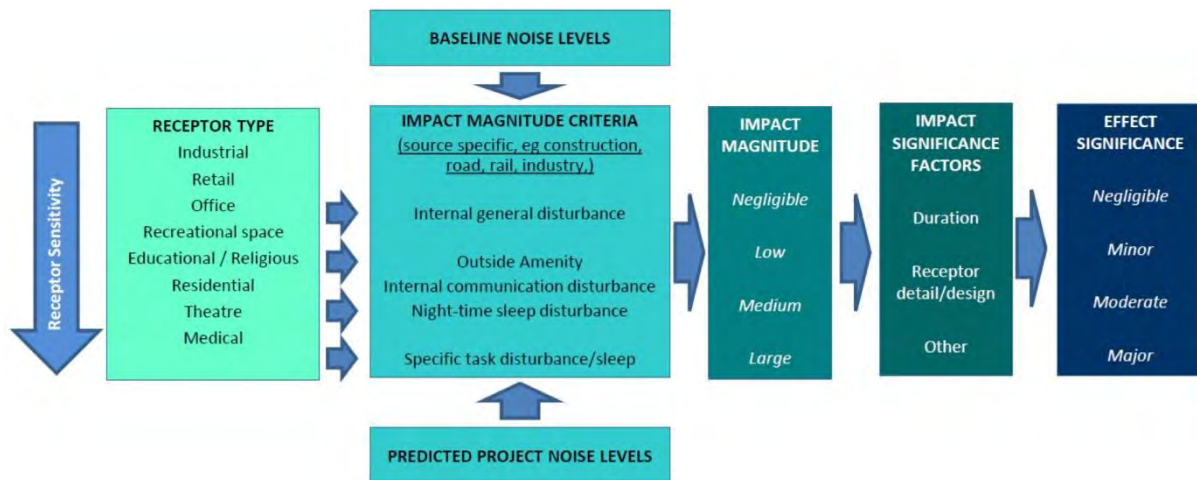 BASELINE NOISE LEVELS
Receptor Sensitivity
RECEPTOR TYPE
Industrial
Retail
Office
Recreational space
Educational / Religious
Residential
Theatre
Medical
IMPACT MAGNITUDE CRITERIA
(source specific, eg construction,
road, rail, industry,)
Internal general disturbance
Outside Amenity
Internal communication disturbance
Night-time sleep disturbance
Specific task disturbance/sleep
PREDICTED PROJECT NOISE LEVELS
IMPACT
MAGNITUDE
Negligible
Low
Medium
Large
IMPACT
SIGNIFICANCE
FACTORS
Duration
Receptor
detail/design
Other
EFFECT
SIGNIFICANCE
Negligible
Minor
Moderate
Major